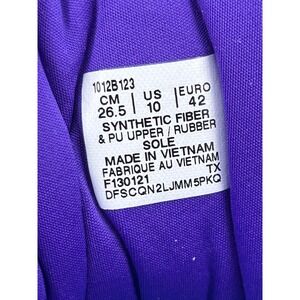 1012B123
CM | US | EURO
26.5 | 10 | 42
SYNTHETIC FIBER
& PU UPPER / RUBBER
SOLE
MADE IN VIETNAM
FABRIQUE AU VIETNAM
F130121 TX
DFSCQN2LJMM5PKQ